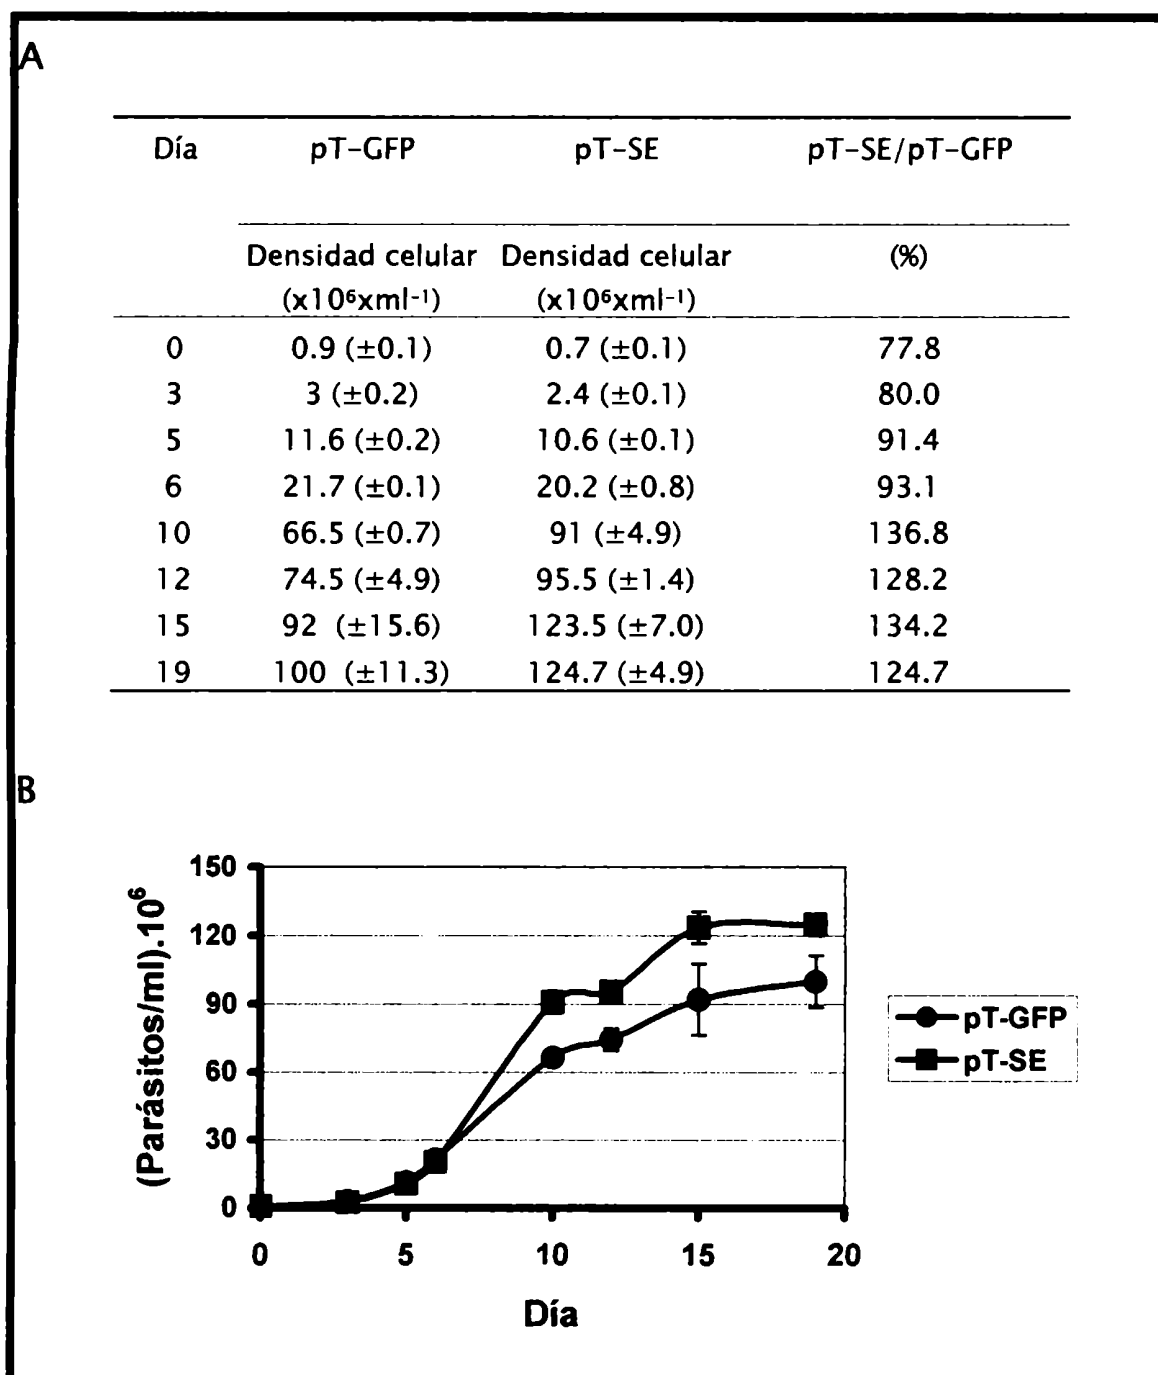 A
Día pT-GFP pT-SE pT-SE/pT-GFP
Densidad celular Densidad celular (%)
(x10⁶xml⁻¹) (x10⁶xml⁻¹)
0 0.9 (±0.1) 0.7 (±0.1) 77.8
3 3 (±0.2) 2.4 (±0.1) 80.0
5 11.6 (±0.2) 10.6 (±0.1) 91.4
6 21.7 (±0.1) 20.2 (±0.8) 93.1
10 66.5 (±0.7) 91 (±4.9) 136.8
12 74.5 (±4.9) 95.5 (±1.4) 128.2
15 92 (±15.6) 123.5 (±7.0) 134.2
19 100 (±11.3) 124.7 (±4.9) 124.7
B
150
120
90
60
30
0
(Parásitos/ml).10⁶
0 5 10 15 20
Día
pT-GFP
pT-SE